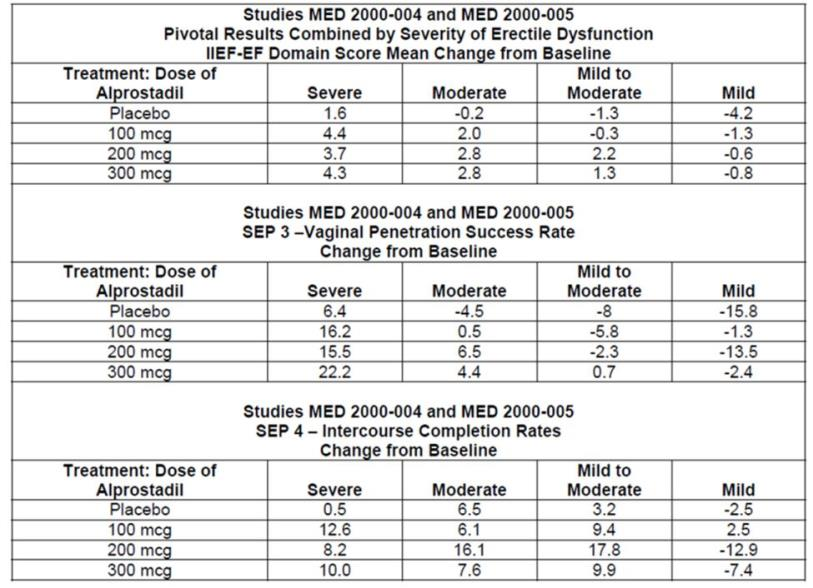 Studies MED 2000-004 and MED 2000-005
Pivotal Results Combined by Severity of Erectile Dysfunction
IIEF-EF Domain Score Mean Change from Baseline
Treatment: Dose of Alprostadil Severe Moderate Mild to Moderate Mild
Placebo 1.6 -0.2 -1.3 -4.2
100 mcg 4.4 2.0 -0.3 -1.3
200 mcg 3.7 2.8 2.2 -0.6
300 mcg 4.3 2.8 1.3 -0.8
Studies MED 2000-004 and MED 2000-005
SEP 3 –Vaginal Penetration Success Rate
Change from Baseline
Treatment: Dose of Alprostadil Severe Moderate Mild to Moderate Mild
Placebo 6.4 -4.5 -8 -15.8
100 mcg 16.2 0.5 -5.8 -1.3
200 mcg 15.5 6.5 -2.3 -13.5
300 mcg 22.2 4.4 0.7 -2.4
Studies MED 2000-004 and MED 2000-005
SEP 4 – Intercourse Completion Rates
Change from Baseline
Treatment: Dose of Alprostadil Severe Moderate Mild to Moderate Mild
Placebo 0.5 6.5 3.2 -2.5
100 mcg 12.6 6.1 9.4 2.5
200 mcg 8.2 16.1 17.8 -12.9
300 mcg 10.0 7.6 9.9 -7.4